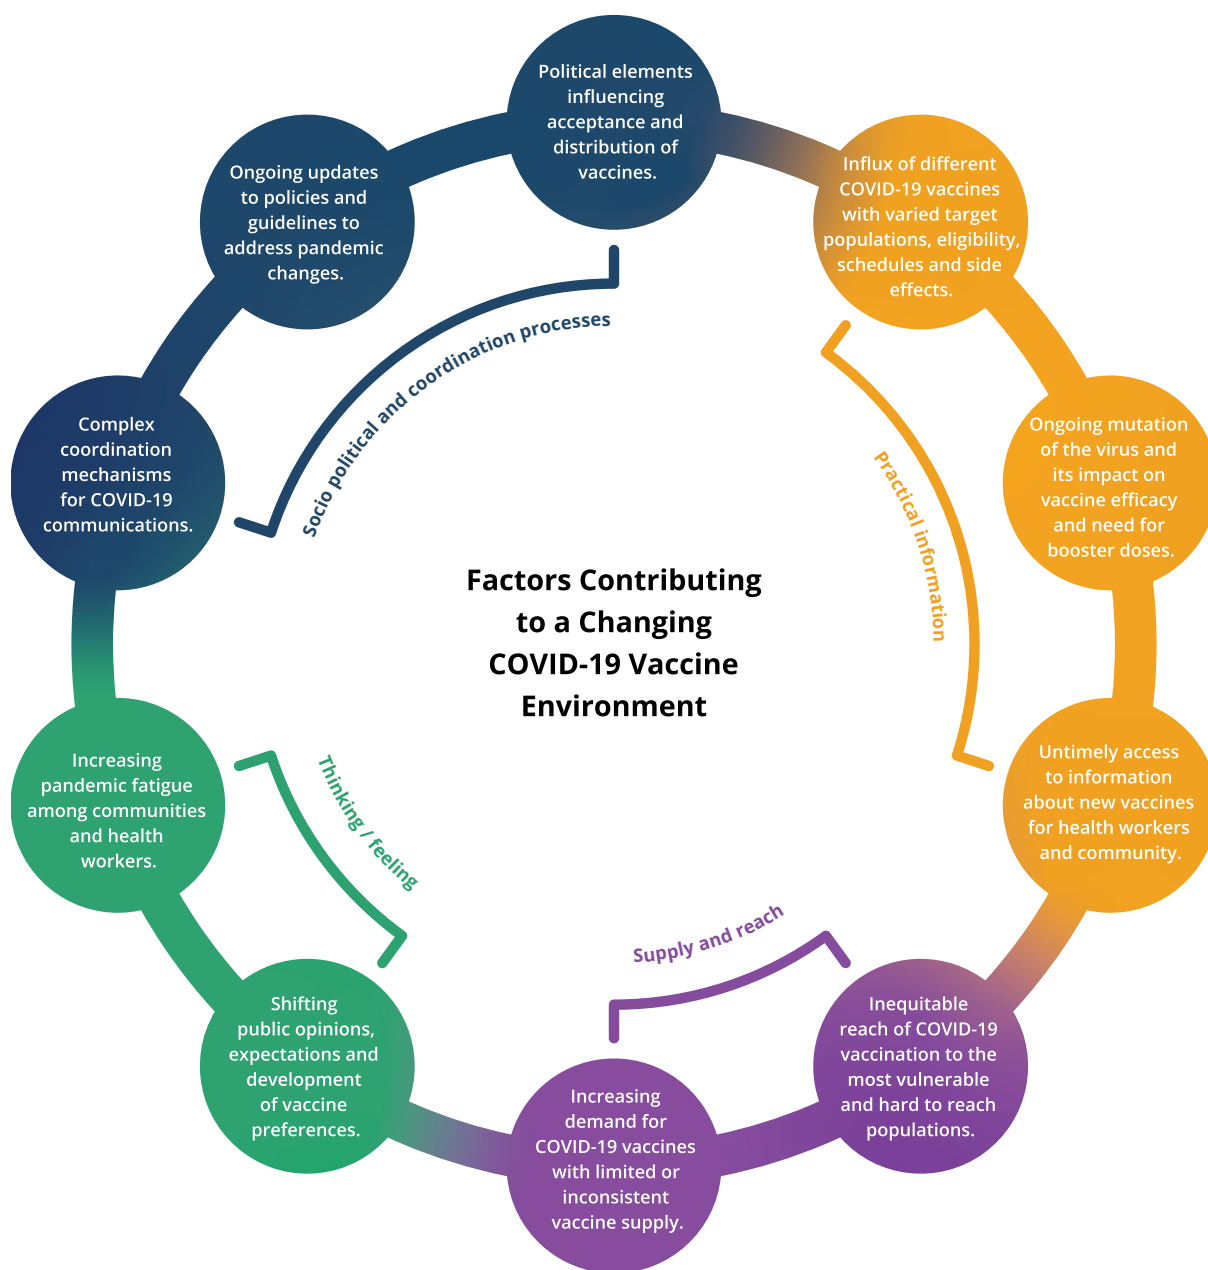 Political elements
influencing
acceptance and
distribution of
vaccines.
Influx of different
COVID-19 vaccines
with varied target
populations, eligibility,
schedules and side
effects.
Ongoing mutation
of the virus and
its impact on
vaccine efficacy
and need for
booster doses.
Untimely access
to information
about new vaccines
for health workers
and community.
Inequitable
reach of COVID-19
vaccination to the
most vulnerable
and hard to reach
populations.
Increasing
demand for
COVID-19 vaccines
with limited or
inconsistent
vaccine supply.
Shifting
public opinions,
expectations and
development
of vaccine
preferences.
Increasing
pandemic fatigue
among communities
and health
workers.
Complex
coordination
mechanisms
for COVID-19
communications.
Ongoing updates
to policies and
guidelines to
address pandemic
changes.
Socio political and coordination processes
Practical information
Supply and reach
Thinking / feeling
Factors Contributing
to a Changing
COVID-19 Vaccine
Environment